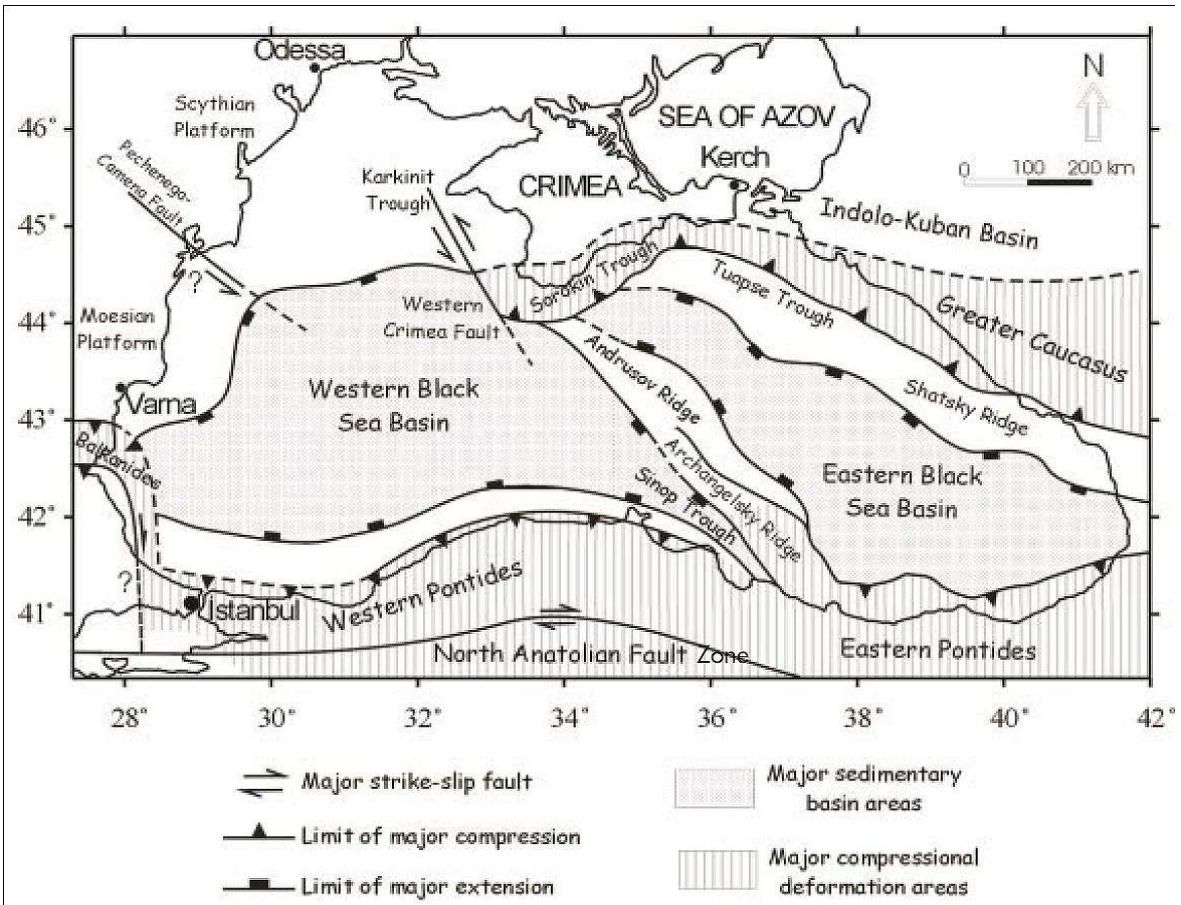 Odessa
Scythian
Platform
SEA OF AZOV
N
46°
Kerch
0 100 200 km
Pechenega-
Camena Fault
Karkinit
Trough
CRIMEA
45°
Indolo-Kuban Basin
?
Sorokin Trough
Tuapse Trough
Western
Crimea Fault
Greater Caucasus
44°
Moesian
Platform
Andrusov Ridge
Shatsky Ridge
Western Black
Sea Basin
Varna
43°
Balkanides
Archangelsky Ridge
Sinop Trough
Eastern Black
Sea Basin
42°
?
Istanbul
Western Pontides
41°
North Anatolian Fault Zone
Eastern Pontides
28° 30° 32° 34° 36° 38° 40° 42°
Major strike-slip fault
Limit of major compression
Limit of major extension
Major sedimentary
basin areas
Major compressional
deformation areas